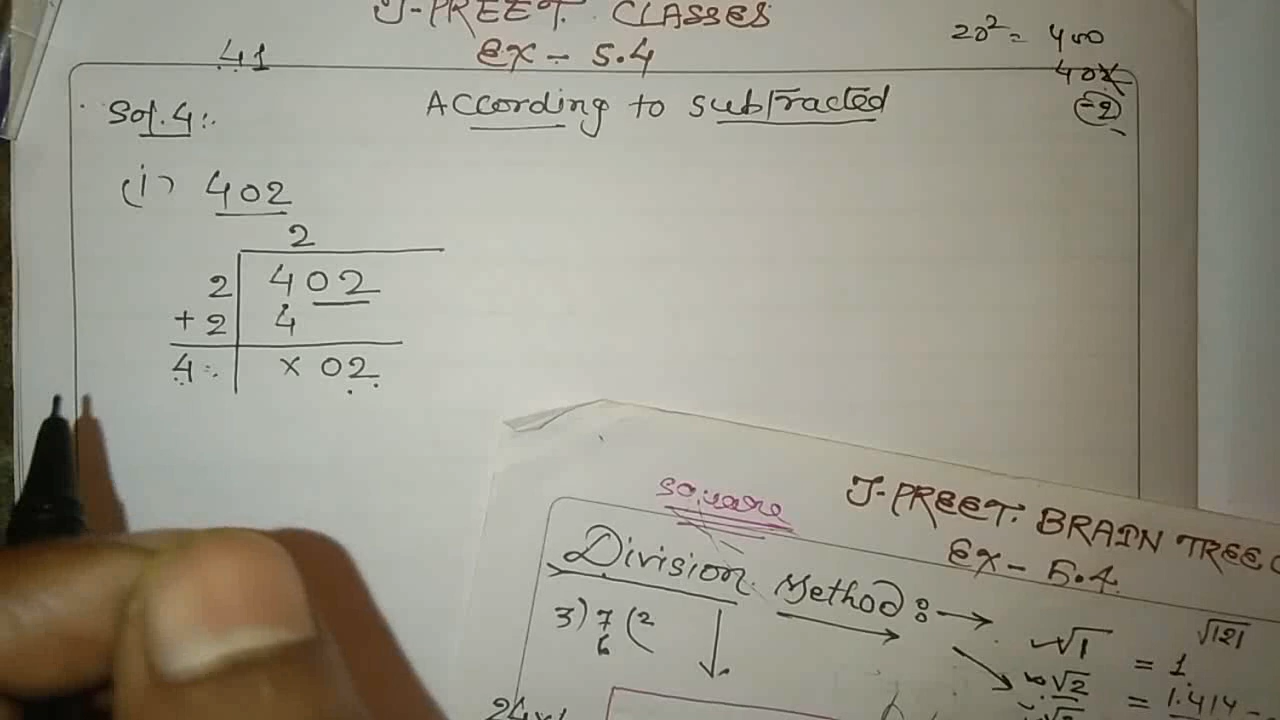 J-PREET. CLASSES
EX - 5.4
41
20² = 400
402
-2
Sol.4:.
According to subtracted
(i) 402
2
2 402
+ 2 4
4 x 02
square
J-PREET. BRAIN TREE
EX - 5.4.
Division Method: →
3) 7 (2
6
√1 = 1
√121
√2 = 1.414